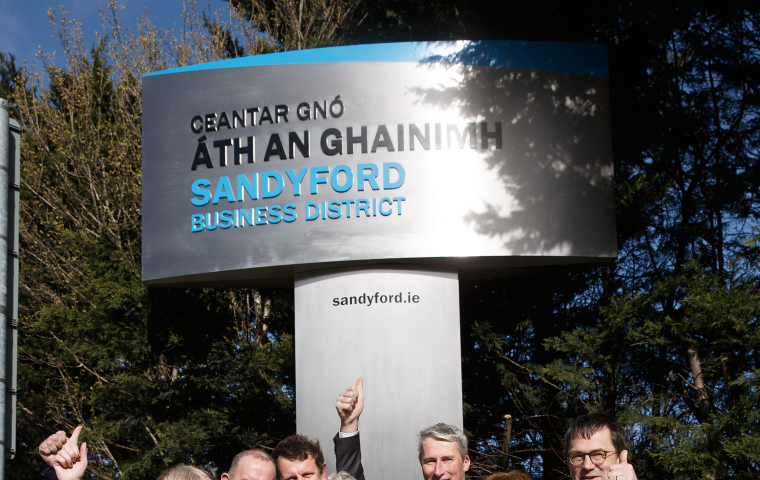 CEANTAR GNÓ
ÁTH AN GHAINIMH
SANDYFORD
BUSINESS DISTRICT
sandyford.ie